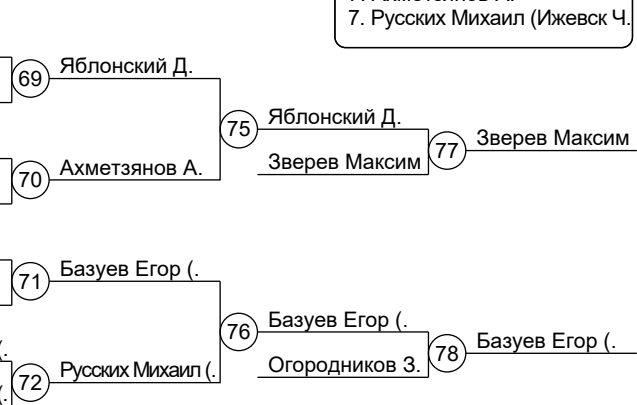 7. Русских Михаил (Ижевск Ч.
69 Яблонский Д.
75 Яблонский Д.
77 Зверев Максим
Зверев Максим
70 Ахметзянов А.
71 Базуев Егор (.
76 Базуев Егор (.
78 Базуев Егор (.
Огородников З.
72 Русских Михаил (.